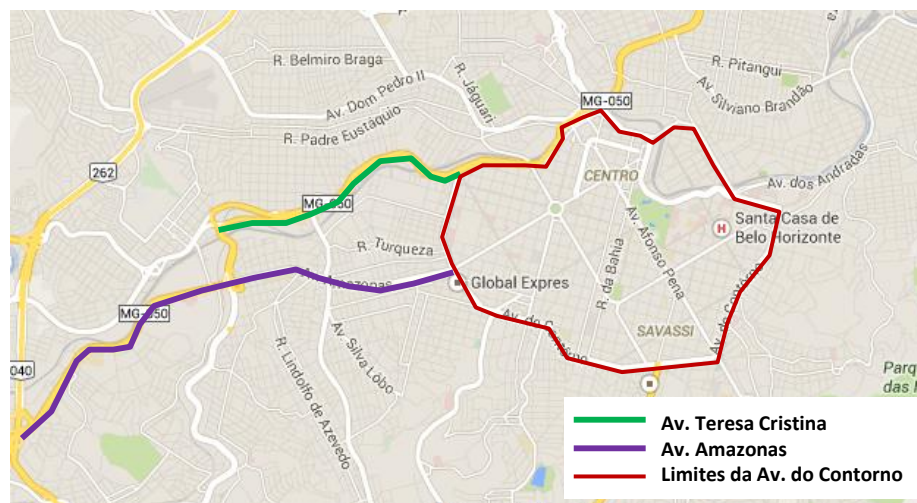 R. Belmiro Braga
R. Pitangui
Av. Dom Pedro II
R. Jáguari
Av. Silviano Brandão
MG-050
R. Padre Eustáquio
262
CENTRO
Av. dos Andradas
MG-050
Santa Casa de
Belo Horizonte
H
R. Turqueza
Av. Afonso Pena
R. da Bahia
Av. Amazonas
Global Expres
MG-050
Av. do Contorno
Av. do Contorno
SAVASSI
Av. Silva Lobo
R. Lindolfo de Azevedo
040
Parq
das
Av. Teresa Cristina
Av. Amazonas
Limites da Av. do Contorno